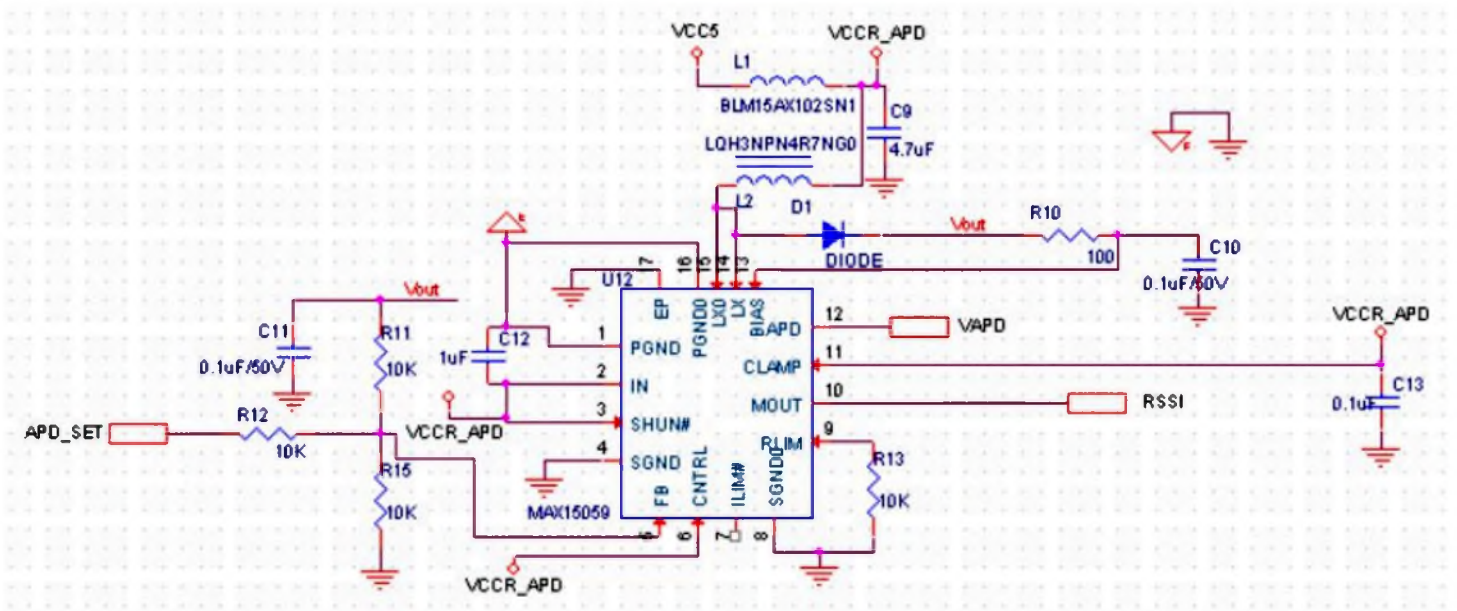 VCC5
VCCR_APD
L1
BLM15AX102SN1
C9
4.7uF
LQH3NPN4R7NG0
L2
D1
DIODE
Vout
R10
100
C10
0.1uF/50V
17
16
15
14
13
U12
EP
PGND0
LX0
LX
BIAS
Vout
C11
0.1uF/50V
R11
10K
C12
1uF
1
PGND
2
IN
3
SHUN#
4
SGND
VCCR_APD
APD_SET
R12
10K
R15
10K
MAX15059
FB
CNTRL
ILIM#
SGND0
5
6
7
8
VCCR_APD
APD
12
VAPD
CLAMP
11
MOUT
10
RSSI
RLIM
9
R13
10K
VCCR_APD
C13
0.1uF